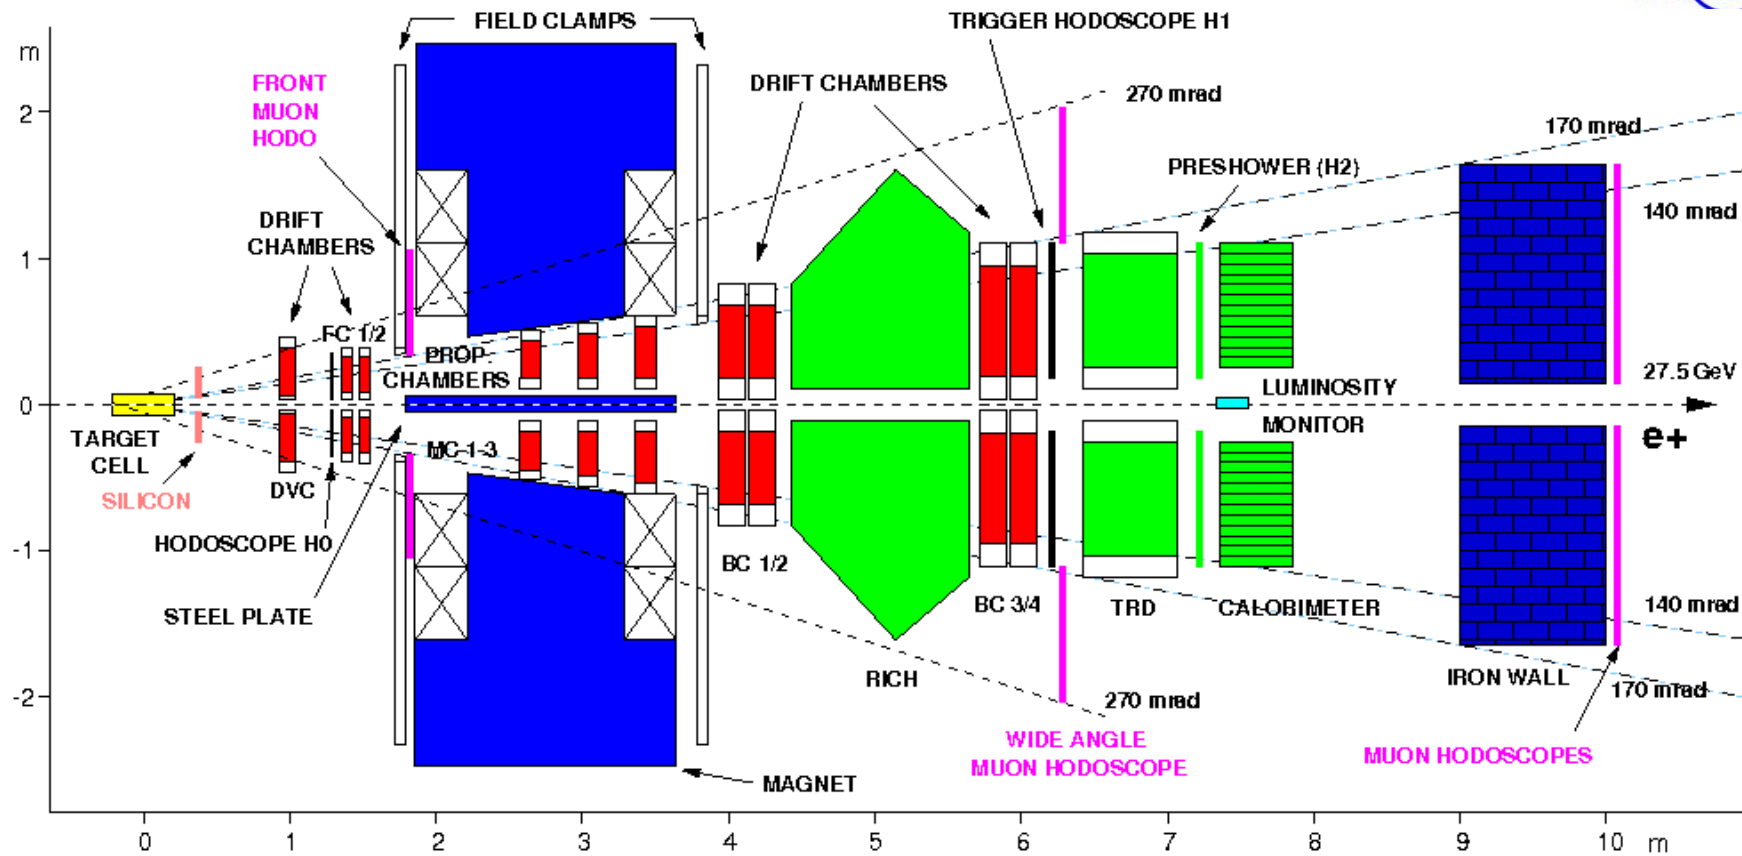 FIELD CLAMPS
TRIGGER HODOSCOPE H1
m
FRONT
MUON
HODO
DRIFT CHAMBERS
270 mrad
2
170 mrad
PRESHOWER (H2)
DRIFT
CHAMBERS
140 mrad
1
FC 1/2
PROP.
CHAMBERS
27.5 GeV
LUMINOSITY
MONITOR
0
e+
TARGET
CELL
MC-1-3
SILICON
DVC
HODOSCOPE H0
-1
BC 1/2
STEEL PLATE
BC 3/4
TRD
CALORIMETER
140 mrad
RICH
IRON WALL
170 mrad
-2
270 mrad
WIDE ANGLE
MUON HODOSCOPE
MUON HODOSCOPES
MAGNET
0 1 2 3 4 5 6 7 8 9 10 m